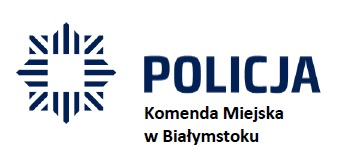 POLICJA
Komenda Miejska
w Białymstoku